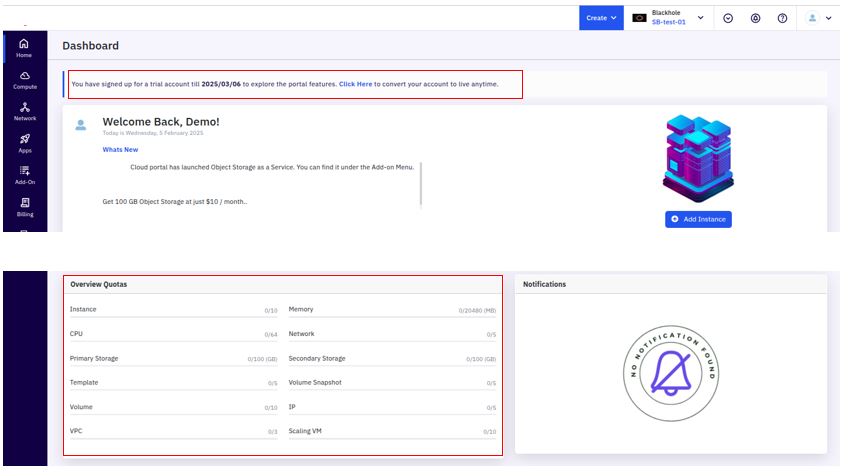 Create
Blackhole
SB-test-01
Home
Dashboard
You have signed up for a trial account till 2025/03/06 to explore the portal features. Click Here to convert your account to live anytime.
Compute
Network
Apps
Add-On
Billing
Welcome Back, Demo!
Today is Wednesday, 5 February 2025
Whats New
Cloud portal has launched Object Storage as a Service. You can find it under the Add-on Menu.
Get 100 GB Object Storage at just $10 / month..
Add Instance
Overview Quotas
Instance 0/10 Memory 0/20480 (MB)
CPU 0/64 Network 0/5
Primary Storage 0/100 (GB) Secondary Storage 0/100 (GB)
Template 0/5 Volume Snapshot 0/5
Volume 0/10 IP 0/5
VPC 0/3 Scaling VM 0/10
Notifications
NO NOTIFICATION FOUND